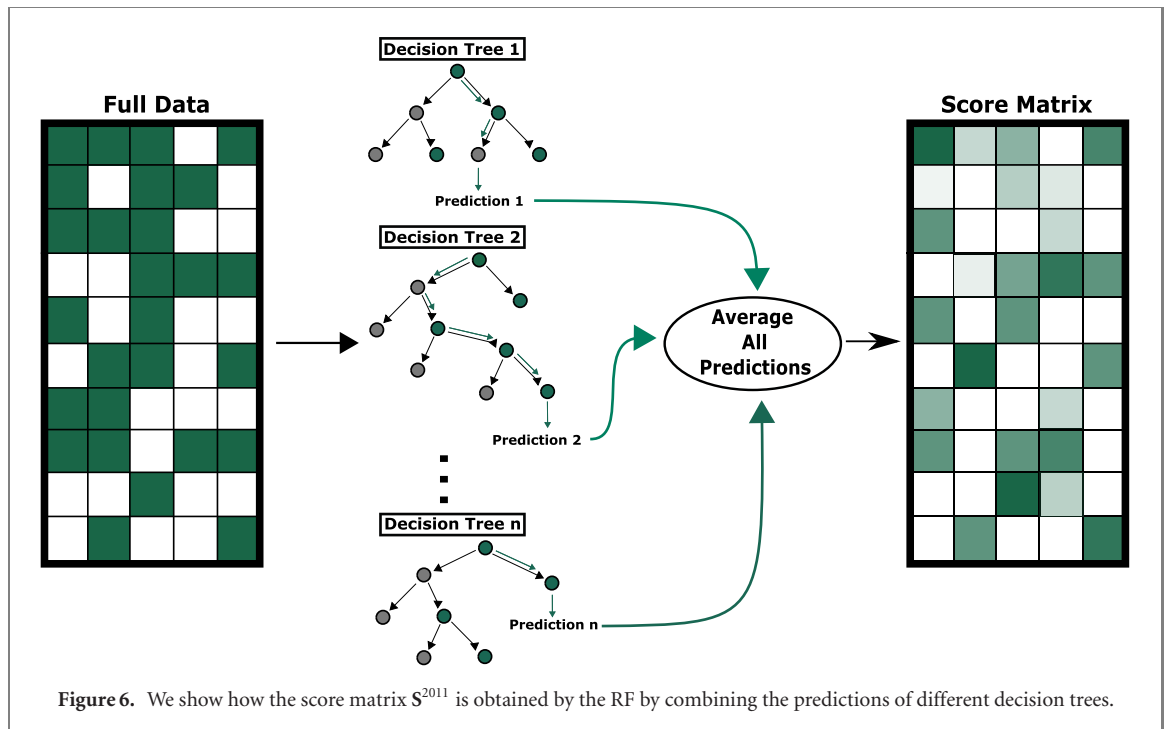 Full Data
Decision Tree 1
Prediction 1
Decision Tree 2
Prediction 2
Decision Tree n
Prediction n
Average
All
Predictions
Score Matrix
Figure 6. We show how the score matrix S²⁰¹¹ is obtained by the RF by combining the predictions of different decision trees.